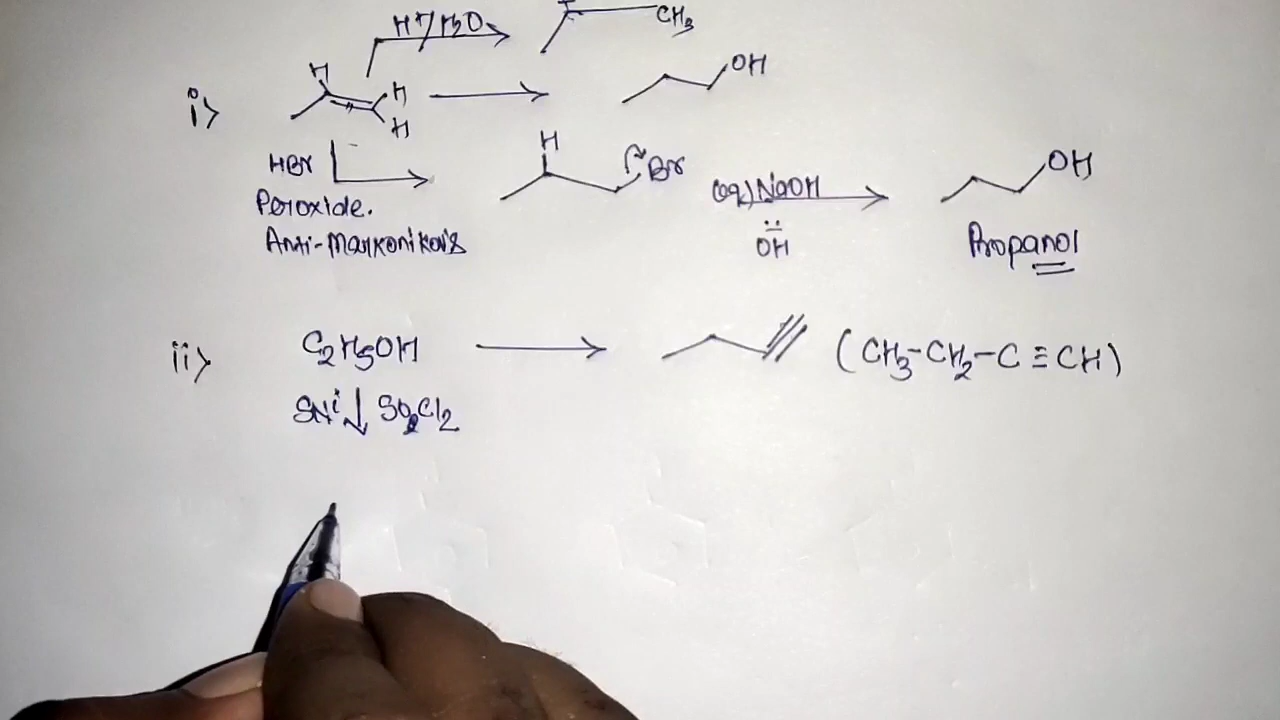 H⁺/H₂O CH₃
i> H H H OH
HBr H Br (aq) NaOH OH
Peroxide.
Anti-Markonikov's ÖH Propanol
ii> C₂H₅OH (CH₃-CH₂-C≡CH)
SNi SO₂Cl₂